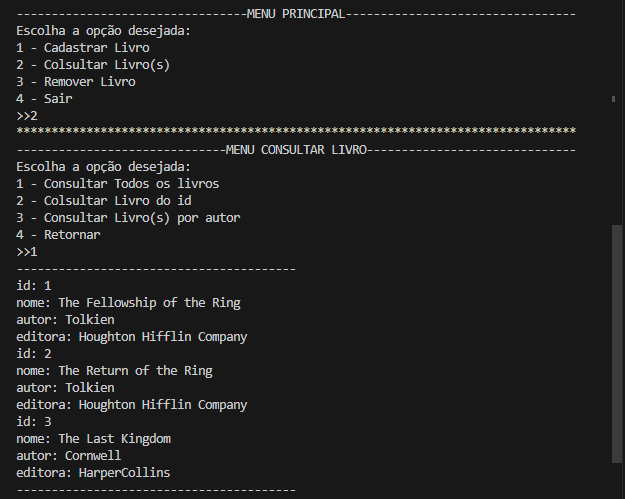 ---------------------------------MENU PRINCIPAL---------------------------------
Escolha a opção desejada:
1 - Cadastrar Livro
2 - Colsultar Livro(s)
3 - Remover Livro
4 - Sair
>>2
********************************************************************************
------------------------------MENU CONSULTAR LIVRO------------------------------
Escolha a opção desejada:
1 - Consultar Todos os livros
2 - Colsultar Livro do id
3 - Consultar Livro(s) por autor
4 - Retornar
>>1
----------------------------------------
id: 1
nome: The Fellowship of the Ring
autor: Tolkien
editora: Houghton Hifflin Company
id: 2
nome: The Return of the Ring
autor: Tolkien
editora: Houghton Hifflin Company
id: 3
nome: The Last Kingdom
autor: Cornwell
editora: HarperCollins
----------------------------------------